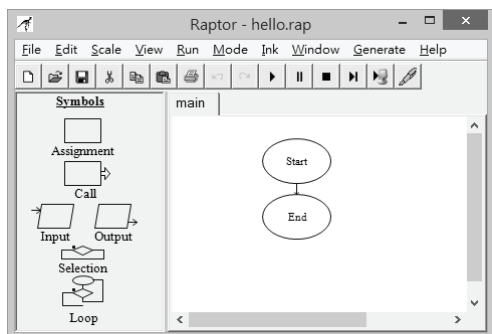 Raptor - hello.rap
File Edit Scale View Run Mode Ink Window Generate Help
Symbols
Assignment
Call
Input Output
Selection
Loop
main
Start
End